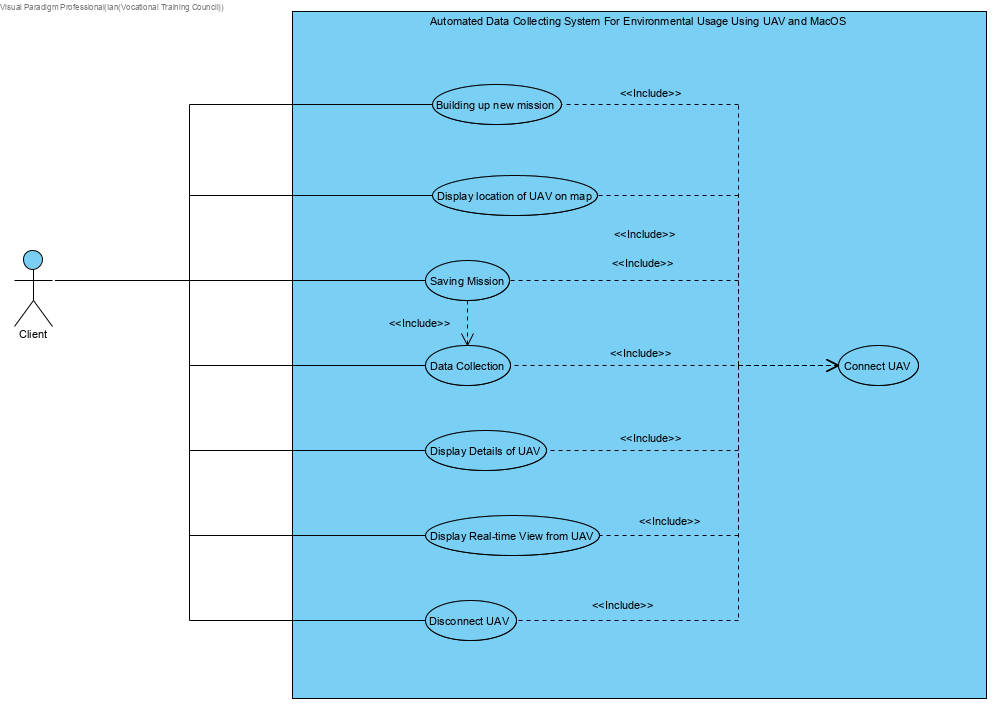 Visual Paradigm Professional(Ian(Vocational Training Council))
Automated Data Collecting System For Environmental Usage Using UAV and MacOS
<<Include>>
Building up new mission
Display location of UAV on map
<<Include>>
<<Include>>
Saving Mission
<<Include>>
Client
<<Include>>
Data Collection
Connect UAV
<<Include>>
Display Details of UAV
<<Include>>
Display Real-time View from UAV
<<Include>>
Disconnect UAV